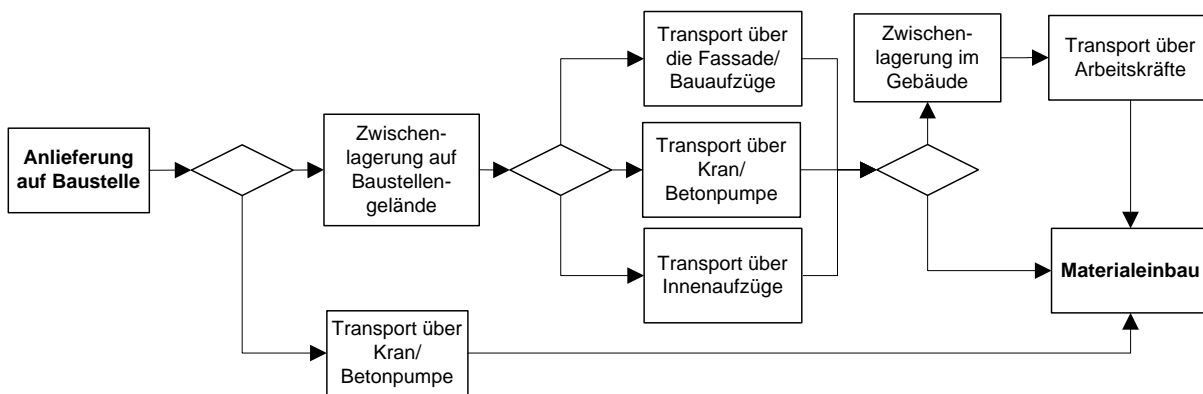 Anlieferung
auf Baustelle
Zwischen-
lagerung auf
Baustellen-
gelände
Transport über
Kran/
Betonpumpe
Transport über
die Fassade/
Bauaufzüge
Transport über
Kran/
Betonpumpe
Transport über
Innenaufzüge
Zwischen-
lagerung im
Gebäude
Transport über
Arbeitskräfte
Materialeinbau